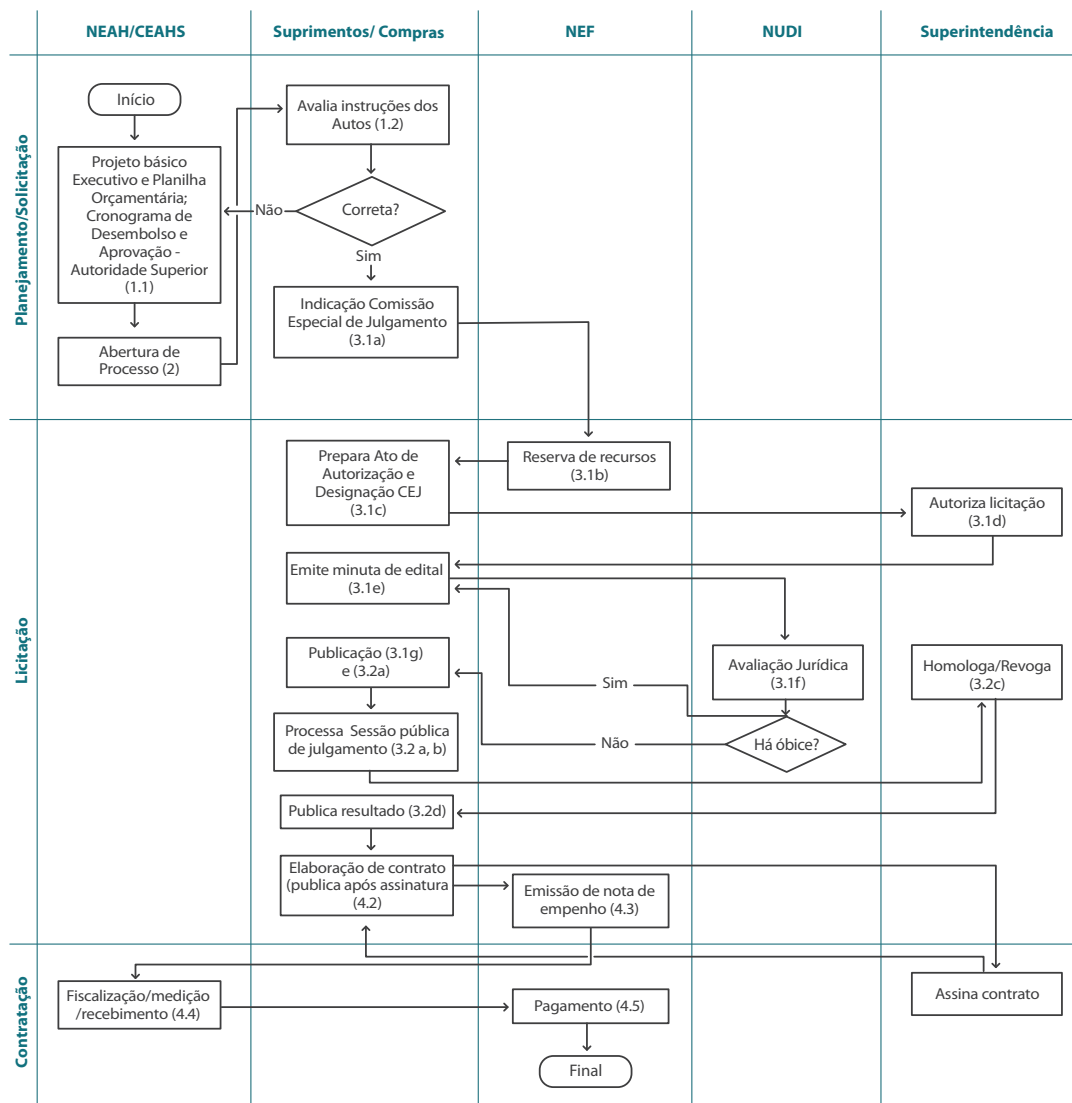 NEAH/CEAHS
Suprimentos/ Compras
NEF
NUDI
Superintendência
Planejamento/Solicitação
Início
Projeto básico
Executivo e Planilha
Orçamentária;
Cronograma de
Desembolso e
Aprovação -
Autoridade Superior
(1.1)
Abertura de
Processo (2)
Avalia instruções dos
Autos (1.2)
Correta?
Não
Sim
Indicação Comissão
Especial de Julgamento
(3.1a)
Licitação
Reserva de recursos
(3.1b)
Prepara Ato de
Autorização e
Designação CEJ
(3.1c)
Autoriza licitação
(3.1d)
Emite minuta de edital
(3.1e)
Avaliação Jurídica
(3.1f)
Há óbice?
Sim
Não
Publicação (3.1g)
e (3.2a)
Processa Sessão pública
de julgamento (3.2 a, b)
Homologa/Revoga
(3.2c)
Publica resultado (3.2d)
Elaboração de contrato
(publica após assinatura
(4.2)
Emissão de nota de
empenho (4.3)
Contratação
Assina contrato
Fiscalização/medição
/recebimento (4.4)
Pagamento (4.5)
Final